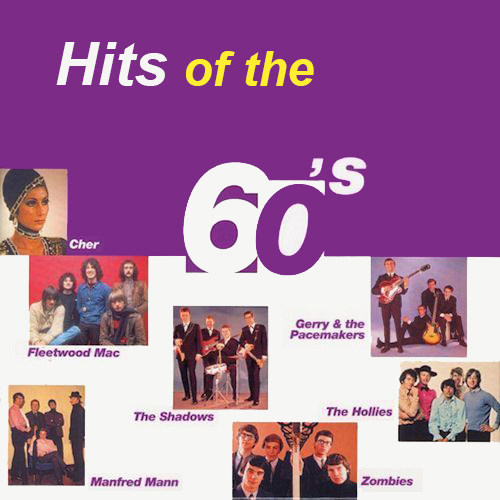 Hits of the
60's
Cher
Fleetwood Mac
Gerry & the
Pacemakers
The Shadows
The Hollies
Manfred Mann
Zombies